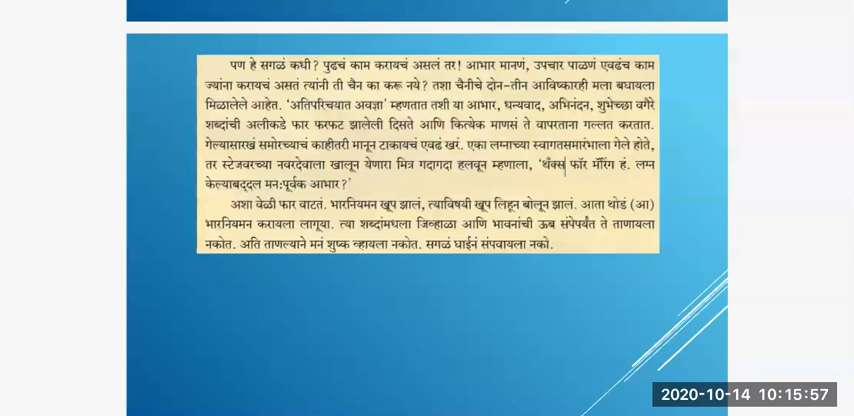 पण हे सगळं कधी? पुढचं काम करायचं असलं तर! आभार मानणं, उपचार पाळणं एवढंच काम
ज्यांना करायचं असतं त्यांनी ती चैन का करू नये? तशा चैनीचे दोन-तीन आविष्कारही मला बघायला
मिळालेले आहेत. 'अतिपरिचयात अवज्ञा' म्हणतात तशी या आभार, धन्यवाद, अभिनंदन, शुभेच्छा वगैरे
शब्दांची अलीकडे फार फरफट झालेली दिसते आणि कित्येक माणसं ते वापरताना गल्लत करतात.
गेल्यासारखं समोरच्याचं काहीतरी मानून टाकायचं एवढं खरं. एका लग्नाच्या स्वागतसमारंभाला गेले होते,
तर स्टेजवरच्या नवरदेवाला खालून येणारा मित्र गदागदा हलवून म्हणाला, 'थँक्स फॉर मॅरिंग हं. लग्न
केल्याबद्दल मन:पूर्वक आभार?'
अशा वेळी फार वाटतं. भारनियमन खूप झालं, त्याविषयी खूप लिहून बोलून झालं. आता थोडं (आ)
भारनियमन करायला लागूया. त्या शब्दांमधला जिव्हाळा आणि भावनांची ऊब संपेपर्यंत ते ताणायला
नकोत. अति ताणल्याने मनं शुष्क व्हायला नकोत. सगळं घाईनं संपवायला नको.
2020-10-14 10:15:57